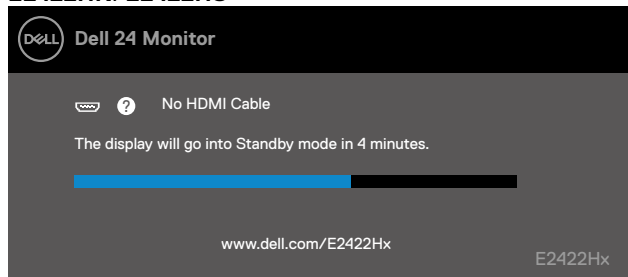 DELL Dell 24 Monitor
? No HDMI Cable
The display will go into Standby mode in 4 minutes.
www.dell.com/E2422Hx
E2422Hx